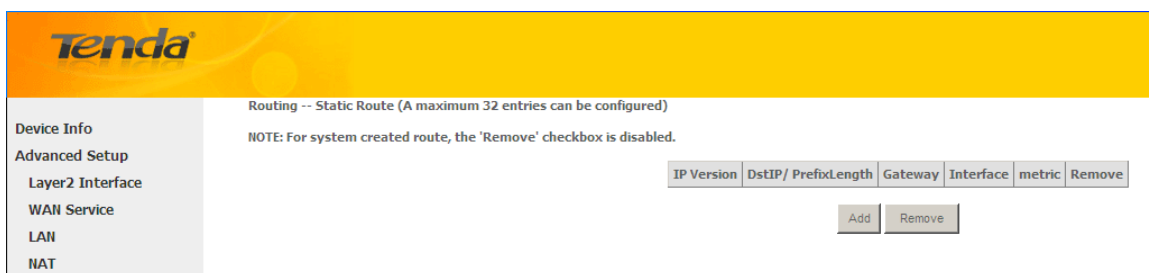 Tenda®
Routing -- Static Route (A maximum 32 entries can be configured)
NOTE: For system created route, the 'Remove' checkbox is disabled.
Device Info
Advanced Setup
Layer2 Interface
WAN Service
LAN
NAT
IP Version DstIP/ PrefixLength Gateway Interface metric Remove
Add Remove